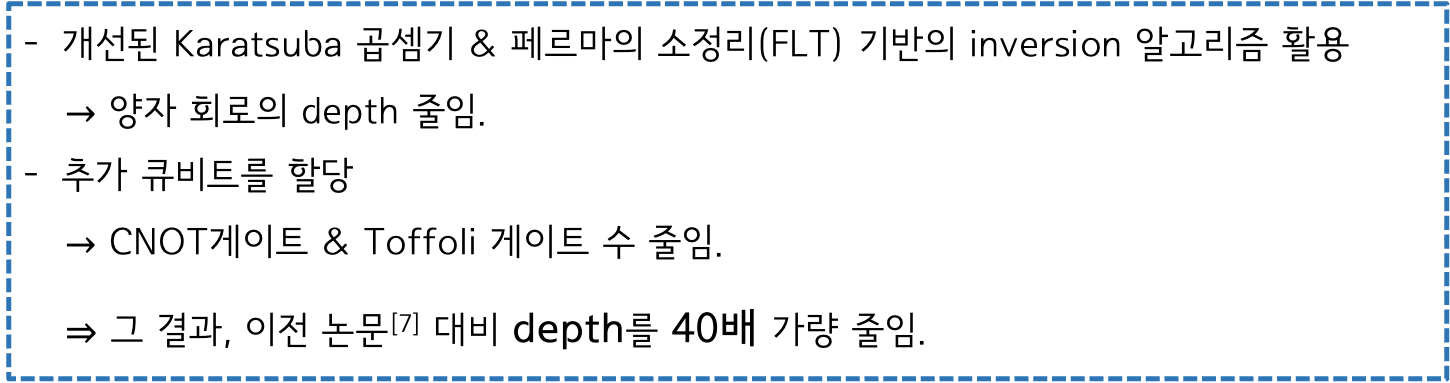 - 개선된 Karatsuba 곱셈기 & 페르마의 소정리(FLT) 기반의 inversion 알고리즘 활용
→ 양자 회로의 depth 줄임.
- 추가 큐비트를 할당
→ CNOT게이트 & Toffoli 게이트 수 줄임.
⇒ 그 결과, 이전 논문[7] 대비 depth를 40배 가량 줄임.